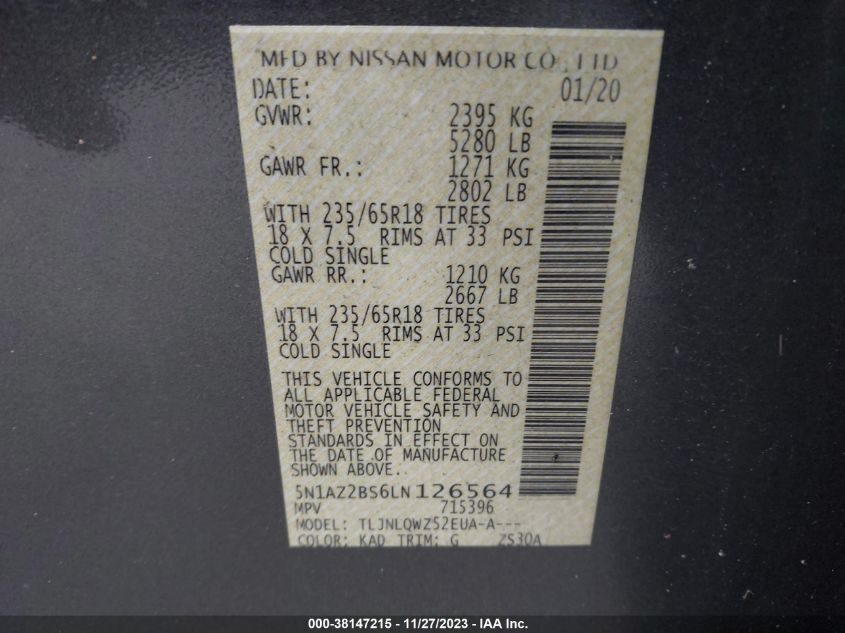 MFD BY NISSAN MOTOR CO., LTD
DATE: 01/20
GVWR: 2395 KG
5280 LB
GAWR FR.: 1271 KG
2802 LB
WITH 235/65R18 TIRES
18 X 7.5 RIMS AT 33 PSI
COLD SINGLE
GAWR RR.: 1210 KG
2667 LB
WITH 235/65R18 TIRES
18 X 7.5 RIMS AT 33 PSI
COLD SINGLE
THIS VEHICLE CONFORMS TO
ALL APPLICABLE FEDERAL
MOTOR VEHICLE SAFETY AND
THEFT PREVENTION
STANDARDS IN EFFECT ON
THE DATE OF MANUFACTURE
SHOWN ABOVE.
5N1AZ2BS6LN126564
MPV 715396
MODEL: TLJNLQWZ52EUA-A---
COLOR: KAD TRIM: G ZS30A
000-38147215 - 11/27/2023 - IAA Inc.